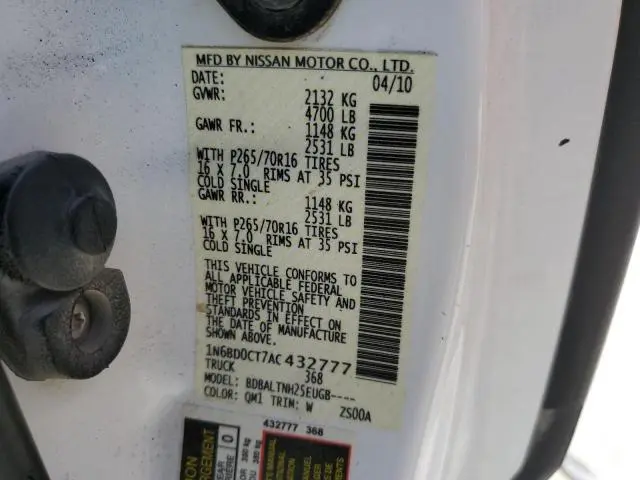 MFD BY NISSAN MOTOR CO., LTD.
DATE: 04/10
GVWR: 2132 KG
4700 LB
GAWR FR.: 1148 KG
2531 LB
WITH P265/70R16 TIRES
16 X 7.0 RIMS AT 35 PSI
COLD SINGLE
GAWR RR.: 1148 KG
2531 LB
WITH P265/70R16 TIRES
16 X 7.0 RIMS AT 35 PSI
COLD SINGLE
THIS VEHICLE CONFORMS TO
ALL APPLICABLE FEDERAL
MOTOR VEHICLE SAFETY AND
THEFT PREVENTION
STANDARDS IN EFFECT ON
THE DATE OF MANUFACTURE
SHOWN ABOVE.
1N6BD0CT7AC432777
TRUCK 368
MODEL: BDBALTNH25EUGB----
COLOR: QM1 TRIM: W ZS00A
432777 368